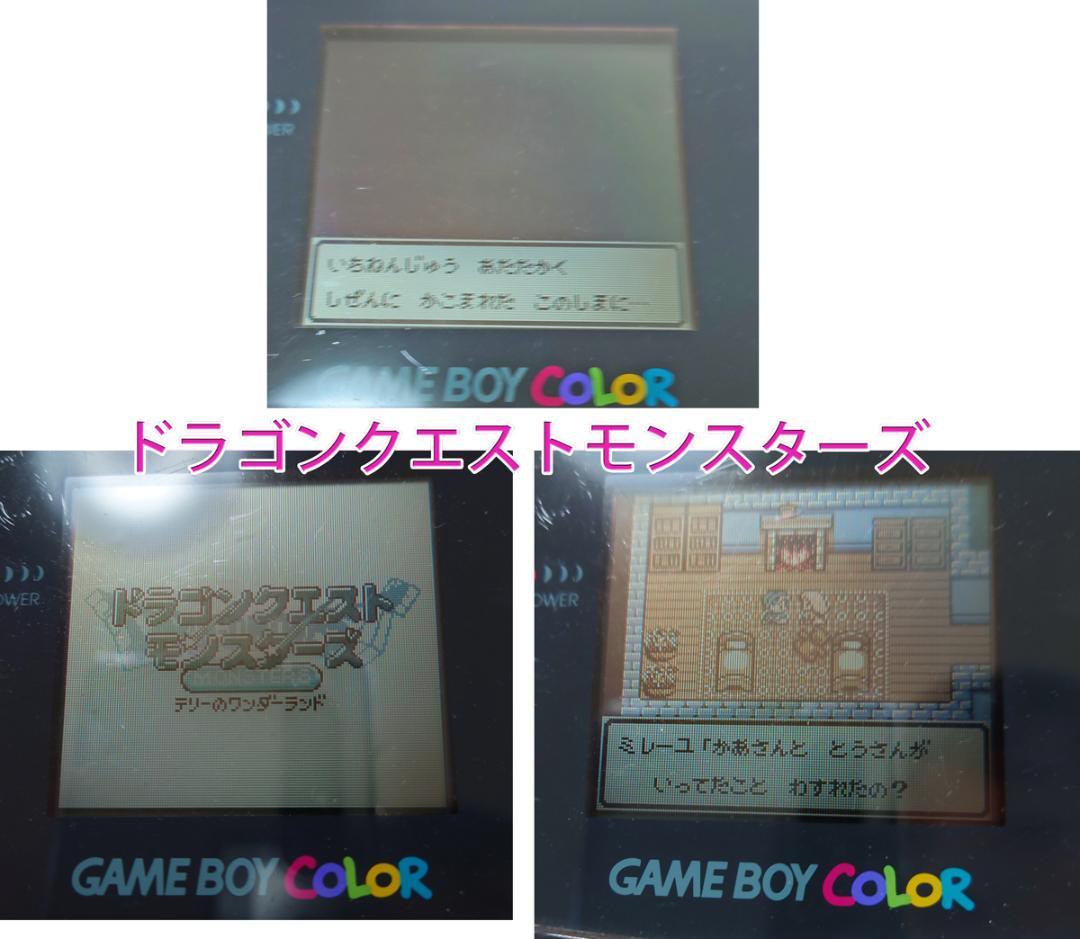 いちねんじゅう あたたかく
しぜんに かこまれた このしまに…
GAME BOY COLOR
ドラゴンクエストモンスターズ
ドラゴンクエスト
モンスターズ
MONSTERS
テリーのワンダーランド
GAME BOY COLOR
POWER
ミレーユ「かあさんと とうさんが
いってたこと わすれたの？
GAME BOY COLOR